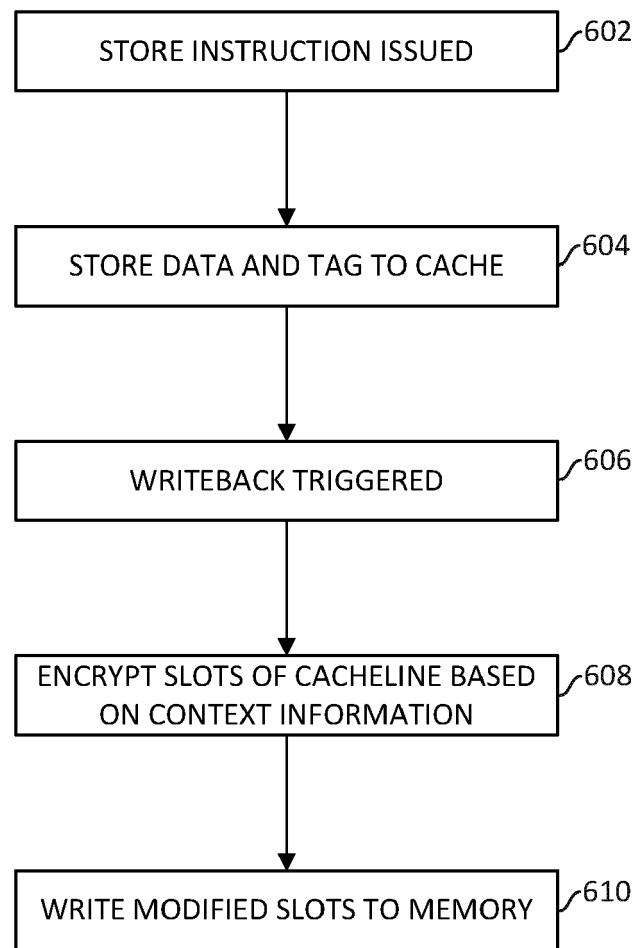 STORE INSTRUCTION ISSUED
602
STORE DATA AND TAG TO CACHE
604
WRITEBACK TRIGGERED
606
ENCRYPT SLOTS OF CACHELINE BASED
ON CONTEXT INFORMATION
608
WRITE MODIFIED SLOTS TO MEMORY
610